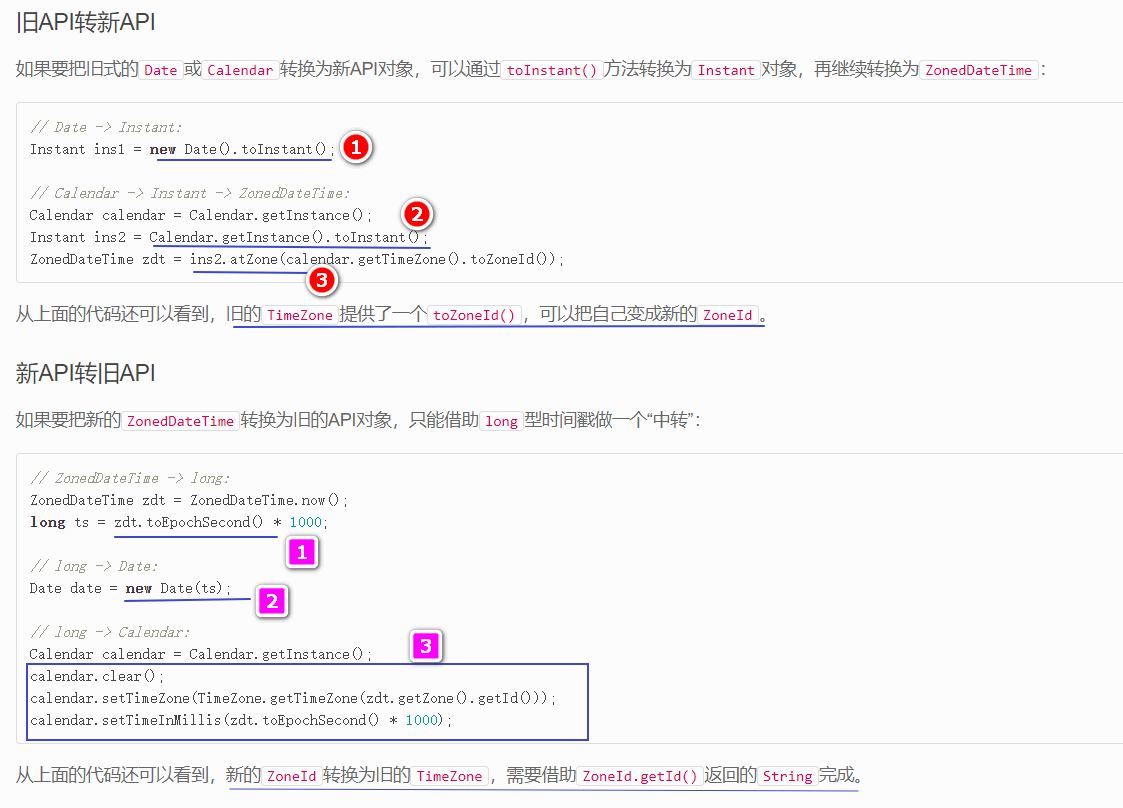 旧API转新API
如果要把旧式的Date或Calendar转换为新API对象，可以通过toInstant()方法转换为Instant对象，再继续转换为ZonedDateTime：
// Date -> Instant:
Instant ins1 = new Date().toInstant();
1
// Calendar -> Instant -> ZonedDateTime:
Calendar calendar = Calendar.getInstance();
2
Instant ins2 = Calendar.getInstance().toInstant();
ZonedDateTime zdt = ins2.atZone(calendar.getTimeZone().toZoneId());
3
从上面的代码还可以看到，旧的TimeZone提供了一个toZoneId()，可以把自己变成新的ZoneId。
新API转旧API
如果要把新的ZonedDateTime转换为旧的API对象，只能借助long型时间戳做一个“中转”：
// ZonedDateTime -> long:
ZonedDateTime zdt = ZonedDateTime.now();
long ts = zdt.toEpochSecond() * 1000;
1
// long -> Date:
Date date = new Date(ts);
2
// long -> Calendar:
Calendar calendar = Calendar.getInstance();
3
calendar.clear();
calendar.setTimeZone(TimeZone.getTimeZone(zdt.getZone().getId()));
calendar.setTimeInMillis(zdt.toEpochSecond() * 1000);
从上面的代码还可以看到，新的ZoneId转换为旧的TimeZone，需要借助ZoneId.getId()返回的String完成。